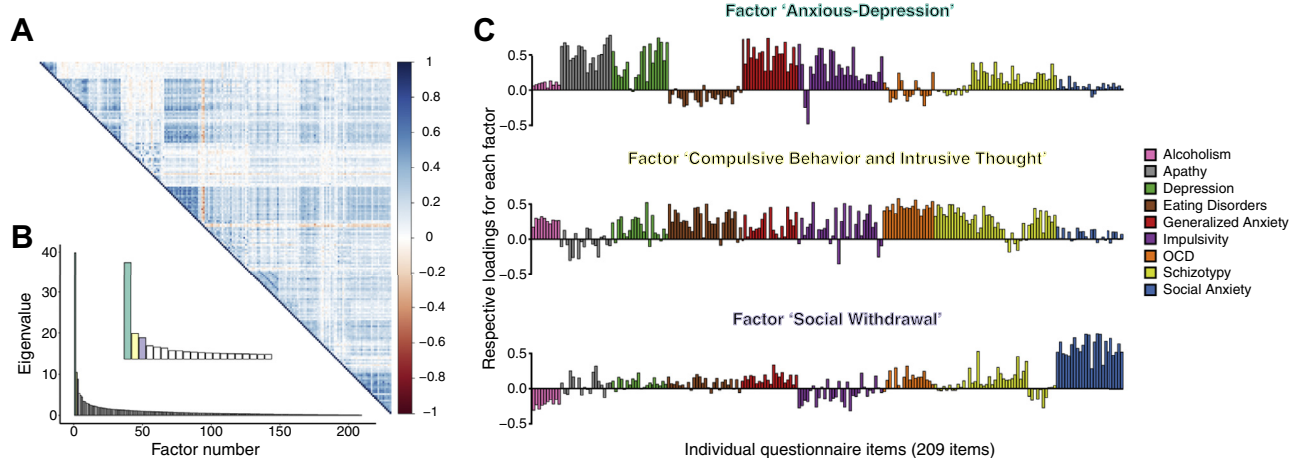 A
1
0.8
0.6
0.4
0.2
0
−0.2
−0.4
−0.6
−0.8
−1
B
Eigenvalue
40
30
20
10
0
0
50
100
150
200
Factor number
C
Respective loadings for each factor
Factor ‘Anxious-Depression’
0.5
0.0
−0.5
Factor ‘Compulsive Behavior and Intrusive Thought’
0.5
0.0
−0.5
Factor ‘Social Withdrawal’
0.5
0.0
−0.5
Individual questionnaire items (209 items)
Alcoholism
Apathy
Depression
Eating Disorders
Generalized Anxiety
Impulsivity
OCD
Schizotypy
Social Anxiety